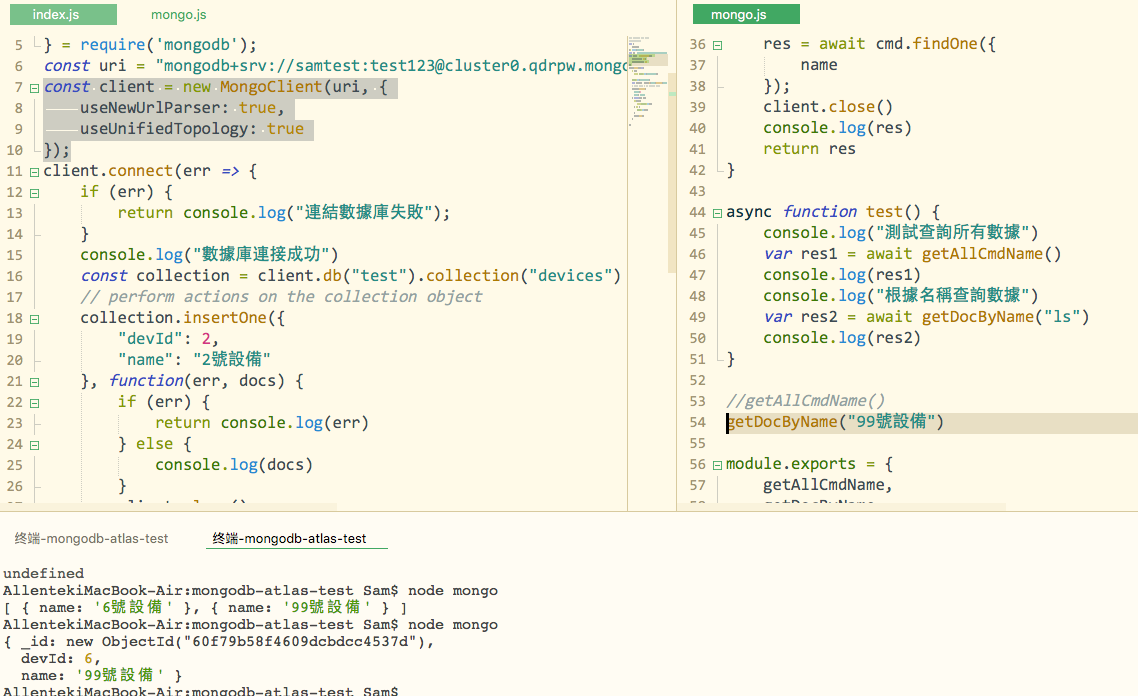 index.js
mongo.js
5 } = require('mongodb');
6 const uri = "mongodb+srv://samtest:test123@cluster0.qdrpw.mongo
7 const client = new MongoClient(uri, {
8 useNewUrlParser: true,
9 useUnifiedTopology: true
10 });
11 client.connect(err => {
12 if (err) {
13 return console.log("連結數據庫失敗");
14 }
15 console.log("數據庫連接成功")
16 const collection = client.db("test").collection("devices")
17 // perform actions on the collection object
18 collection.insertOne({
19 "devId": 2,
20 "name": "2號設備"
21 }, function(err, docs) {
22 if (err) {
23 return console.log(err)
24 } else {
25 console.log(docs)
26 }
mongo.js
36 res = await cmd.findOne({
37 name
38 });
39 client.close()
40 console.log(res)
41 return res
42 }
43
44 async function test() {
45 console.log("測試查詢所有數據")
46 var res1 = await getAllCmdName()
47 console.log(res1)
48 console.log("根據名稱查詢數據")
49 var res2 = await getDocByName("ls")
50 console.log(res2)
51 }
52
53 //getAllCmdName()
54 getDocByName("99號設備")
55
56 module.exports = {
57 getAllCmdName,
终端-mongodb-atlas-test
终端-mongodb-atlas-test
undefined
AllentekiMacBook-Air:mongodb-atlas-test Sam$ node mongo
[ { name: '6號設備' }, { name: '99號設備' } ]
AllentekiMacBook-Air:mongodb-atlas-test Sam$ node mongo
{ _id: new ObjectId("60f79b58f4609dcbdcc4537d"),
devId: 6,
name: '99號設備' }
AllentekiMacBook-Air:mongodb-atlas-test Sam$